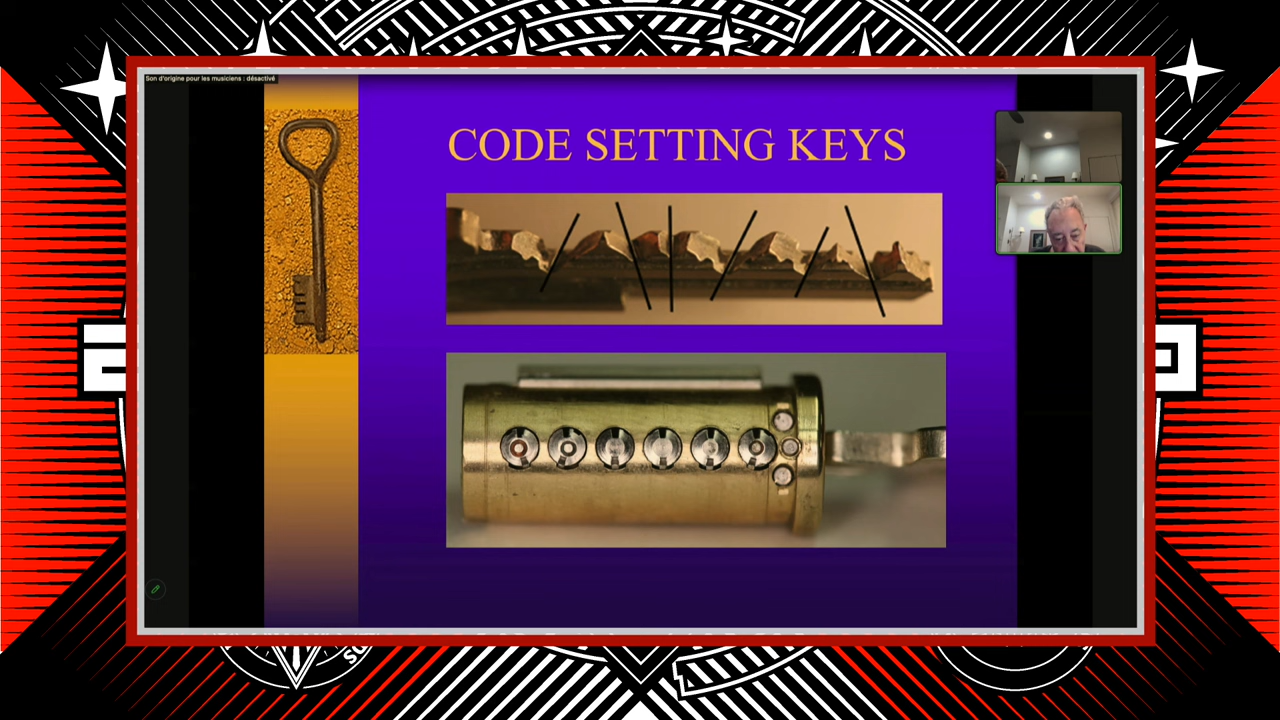 Son d'origine pour les musiciens : désactivé
CODE SETTING KEYS